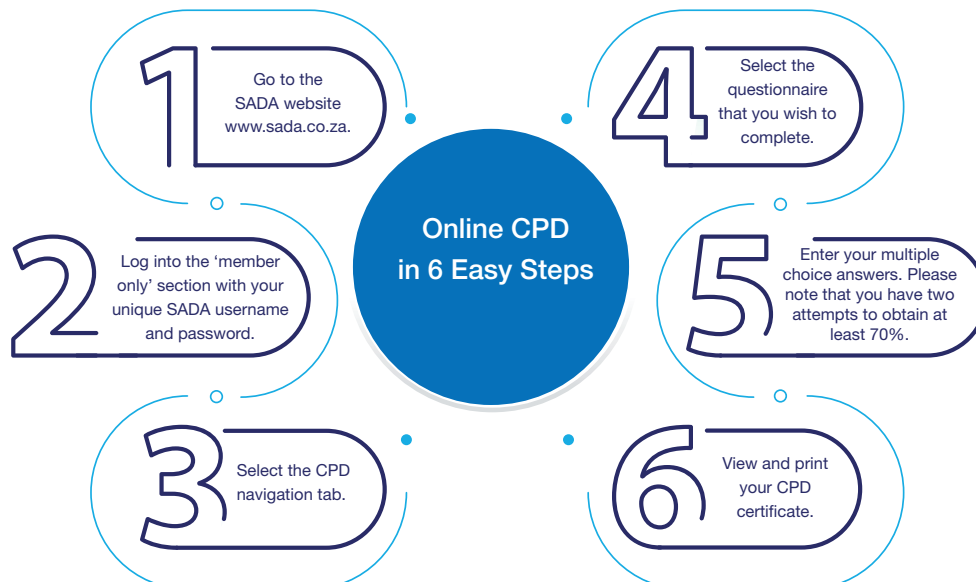 Online CPD
in 6 Easy Steps
1
Go to the
SADA website
www.sada.co.za.
2
Log into the ‘member
only’ section with your
unique SADA username
and password.
3
Select the CPD
navigation tab.
4
Select the
questionnaire
that you wish to
complete.
5
Enter your multiple
choice answers. Please
note that you have two
attempts to obtain at
least 70%.
6
View and print
your CPD
certificate.